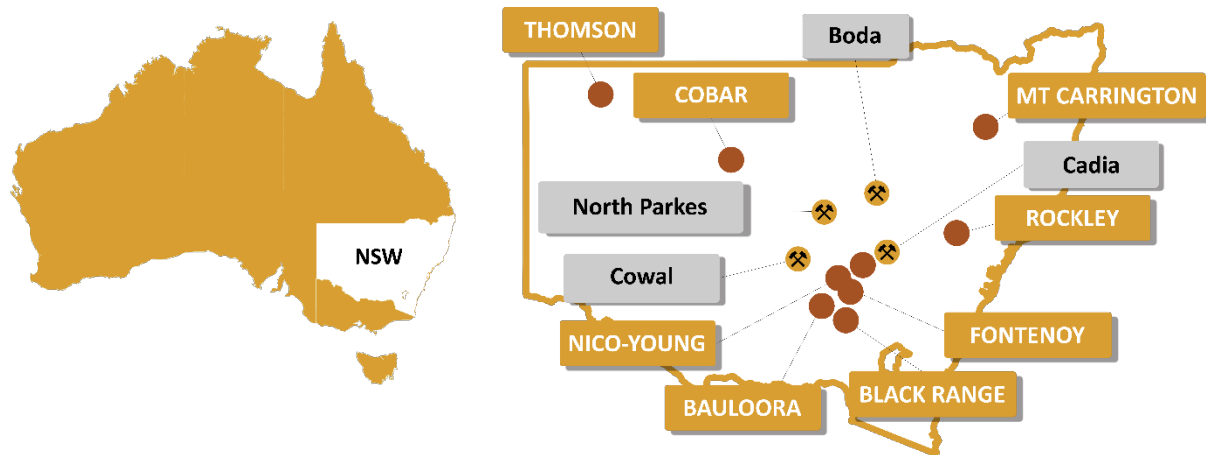 THOMSON
Boda
COBAR
MT CARRINGTON
Cadia
North Parkes
ROCKLEY
NSW
Cowal
NICO-YOUNG
FONTENOY
BAULOORA
BLACK RANGE